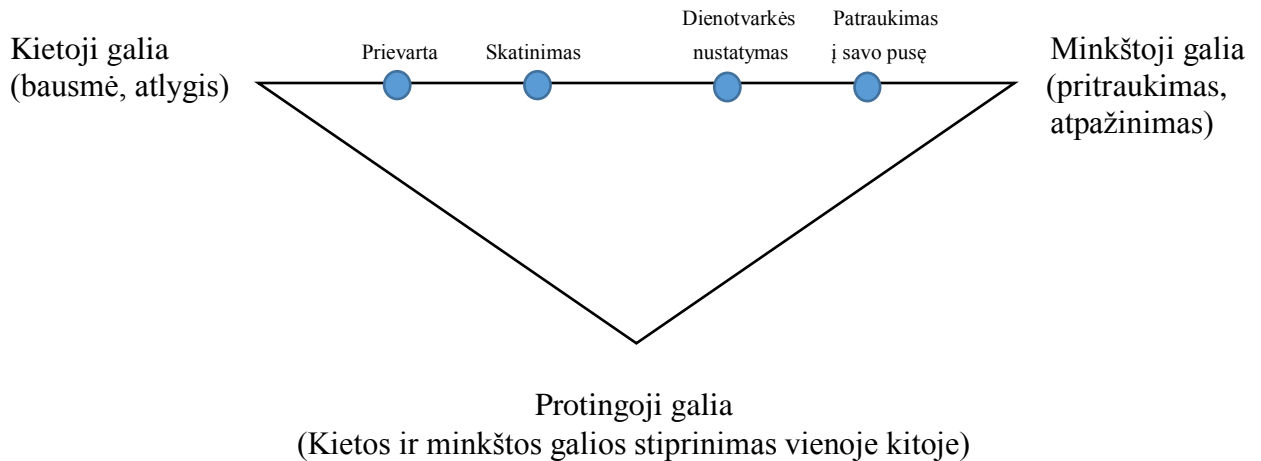 Kietoji galia
(bausmė, atlygis)
Prievarta
Skatinimas
Dienotvarkės
nustatymas
Patraukimas
į savo pusę
Minkštoji galia
(pritraukimas,
atpažinimas)
Protingoji galia
(Kietos ir minkštos galios stiprinimas vienoje kitoje)